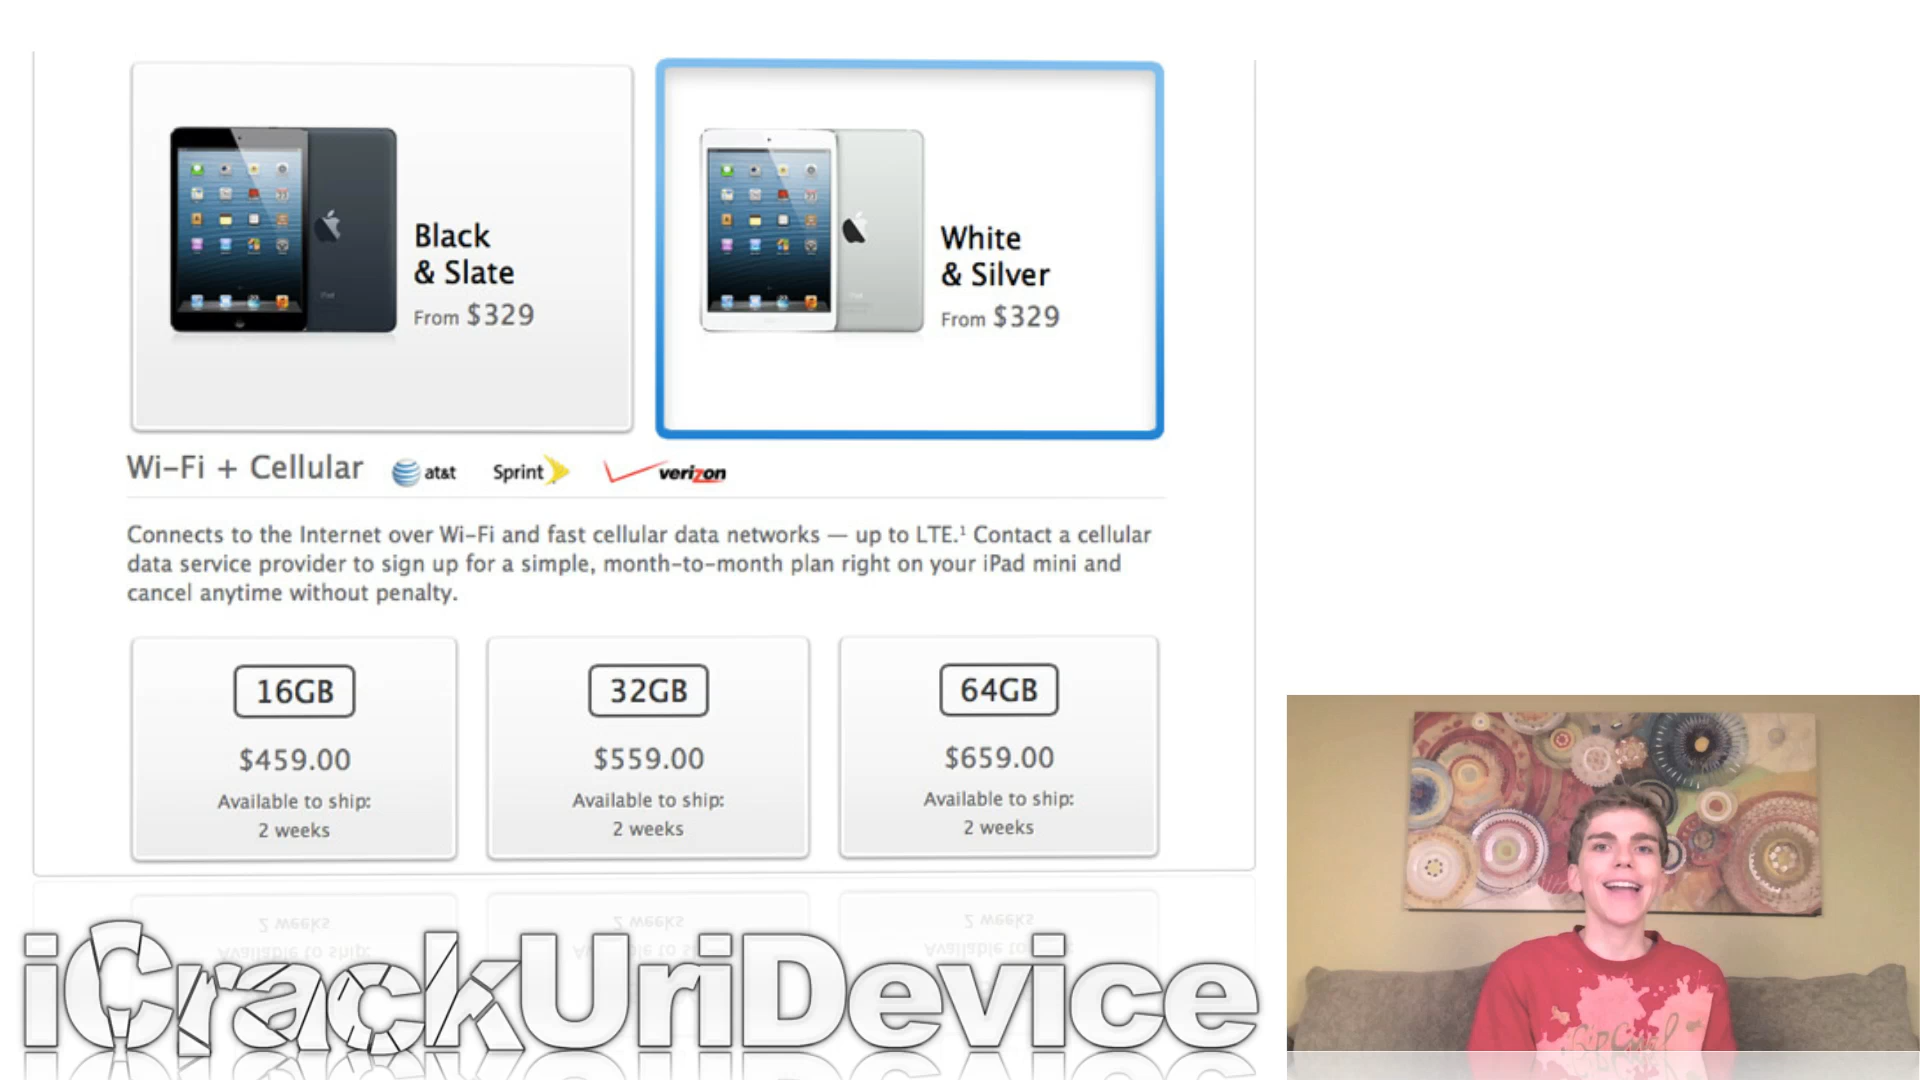 Black
& Slate
From $329
White
& Silver
From $329
Wi-Fi + Cellular at&t Sprint verizon
Connects to the Internet over Wi-Fi and fast cellular data networks — up to LTE.¹ Contact a cellular
data service provider to sign up for a simple, month-to-month plan right on your iPad mini and
cancel anytime without penalty.
16GB
$459.00
Available to ship:
2 weeks
32GB
$559.00
Available to ship:
2 weeks
64GB
$659.00
Available to ship:
2 weeks
iCrackUriDevice